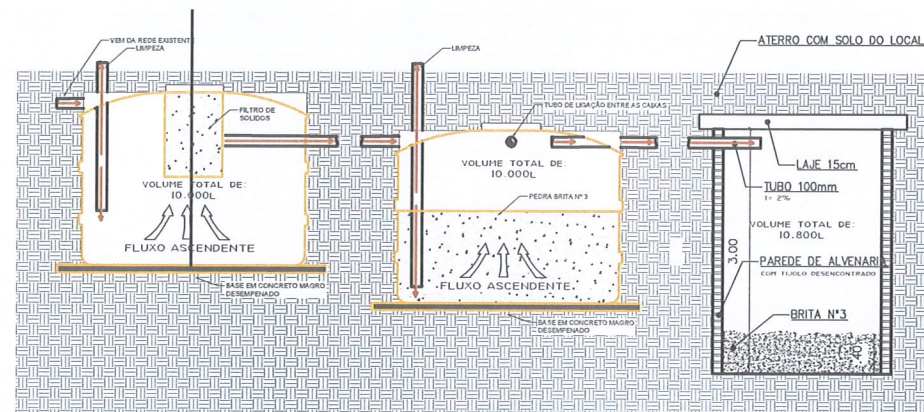 VEM DA REDE EXISTENTE
LIMPEZA
FILTRO DE
SOLIDOS
VOLUME TOTAL DE:
10.000L
FLUXO ASCENDENTE
BASE EM CONCRETO MAGRO
DESEMPENADO
LIMPEZA
TUBO DE LIGAÇÃO ENTRE AS CAIXAS
VOLUME TOTAL DE:
10.000L
PEDRA BRITA Nº 3
FLUXO ASCENDENTE
BASE EM CONCRETO MAGRO
DESEMPENADO
ATERRO COM SOLO DO LOCAL
LAJE 15cm
TUBO 100mm
I= 2%
VOLUME TOTAL DE:
10.800L
3.00
PAREDE DE ALVENARIA
COM TIJOLO DESENCONTRADO
BRITA N°3